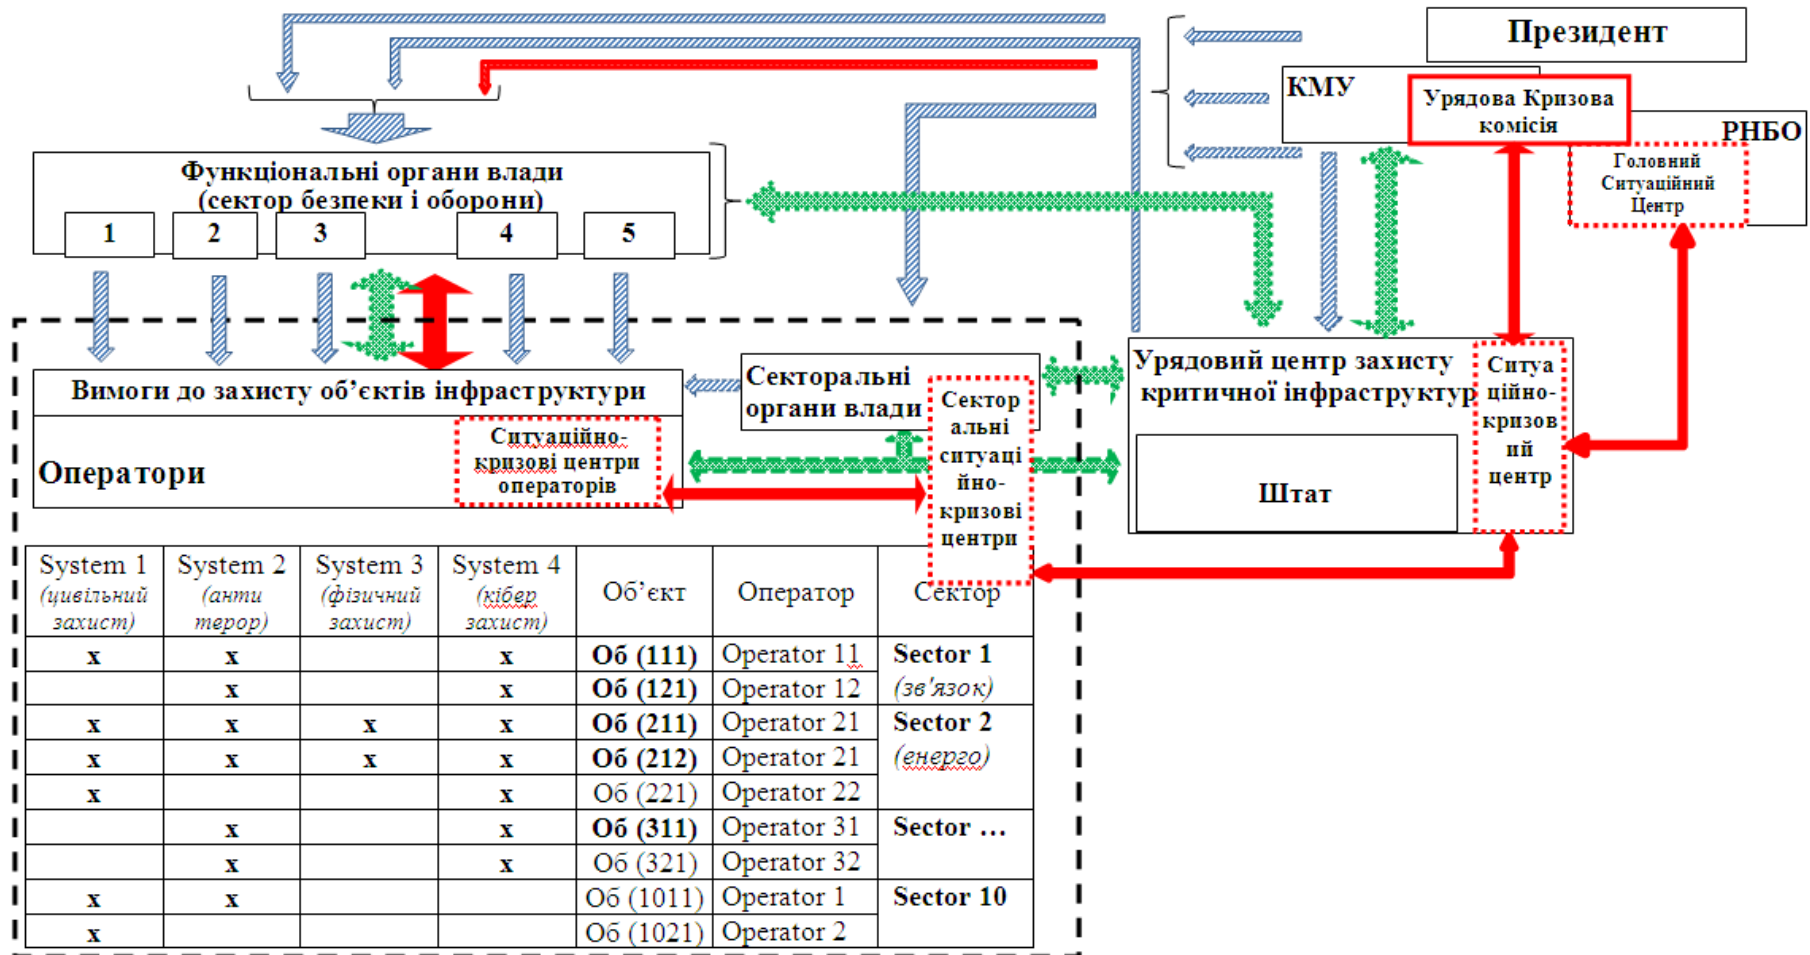 Президент
КМУ
Урядова Кризова
комісія
РНБО
Головний
Ситуаційний
Центр
Функціональні органи влади
(сектор безпеки і оборони)
1
2
3
4
5
Вимоги до захисту об’єктів інфраструктури
Оператори
Ситуаційно-
кризові центри
операторів
Секторальні
органи влади
Сектор
альні
ситуаці
йно-
кризові
центри
Урядовий центр захисту
критичної інфраструктур
Штат
Ситуа
ційно-
кризов
ий
центр
System 1
(цивільний
захист)
System 2
(анти
терор)
System 3
(фізичний
захист)
System 4
(кібер
захист)
Об’єкт
Оператор
Сектор
x x x Об (111) Operator 11 Sector 1
x x Об (121) Operator 12 (зв'язок)
x x x x Об (211) Operator 21 Sector 2
x x x x Об (212) Operator 21 (енерго)
x x Об (221) Operator 22
x x Об (311) Operator 31 Sector …
x x Об (321) Operator 32
x x Об (1011) Operator 1 Sector 10
x Об (1021) Operator 2